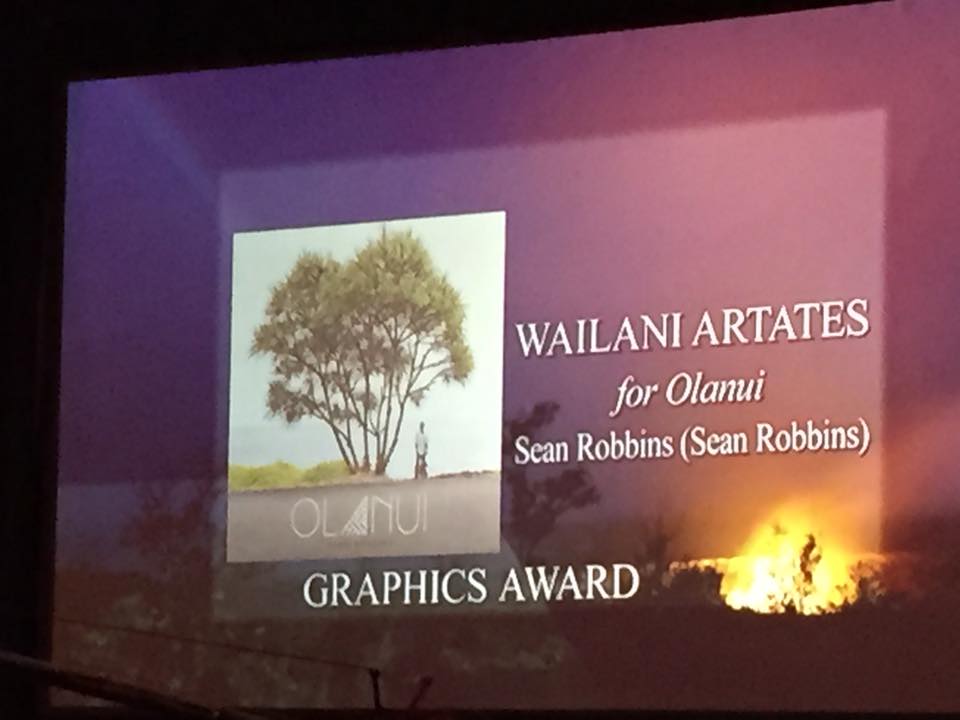 WAILANI ARTATES
for Olanui
Sean Robbins (Sean Robbins)
OLANUI
GRAPHICS AWARD